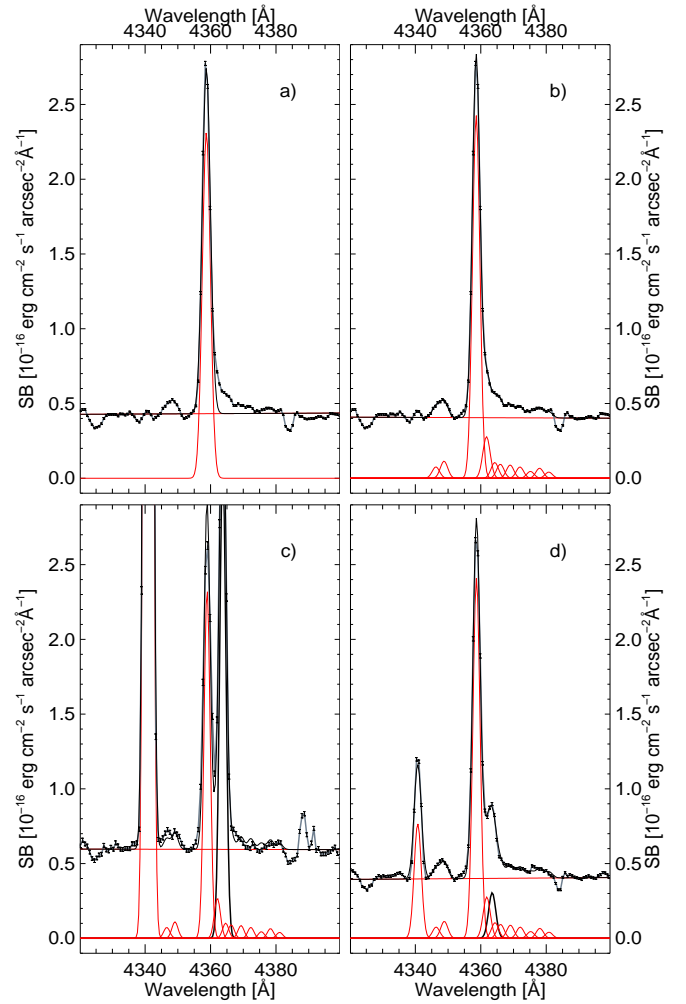 Wavelength [Å] Wavelength [Å]
4340 4360 4380 4340 4360 4380
a) b)
2.5 2.5
2.0 2.0
1.5 1.5
1.0 1.0
0.5 0.5
0.0 0.0
SB [10⁻¹⁶ erg cm⁻² s⁻¹ arcsec⁻²Å⁻¹] SB [10⁻¹⁶ erg cm⁻² s⁻¹ arcsec⁻²Å⁻¹]
c) d)
2.5 2.5
2.0 2.0
1.5 1.5
1.0 1.0
0.5 0.5
0.0 0.0
SB [10⁻¹⁶ erg cm⁻² s⁻¹ arcsec⁻²Å⁻¹] SB [10⁻¹⁶ erg cm⁻² s⁻¹ arcsec⁻²Å⁻¹]
4340 4360 4380 4340 4360 4380
Wavelength [Å] Wavelength [Å]